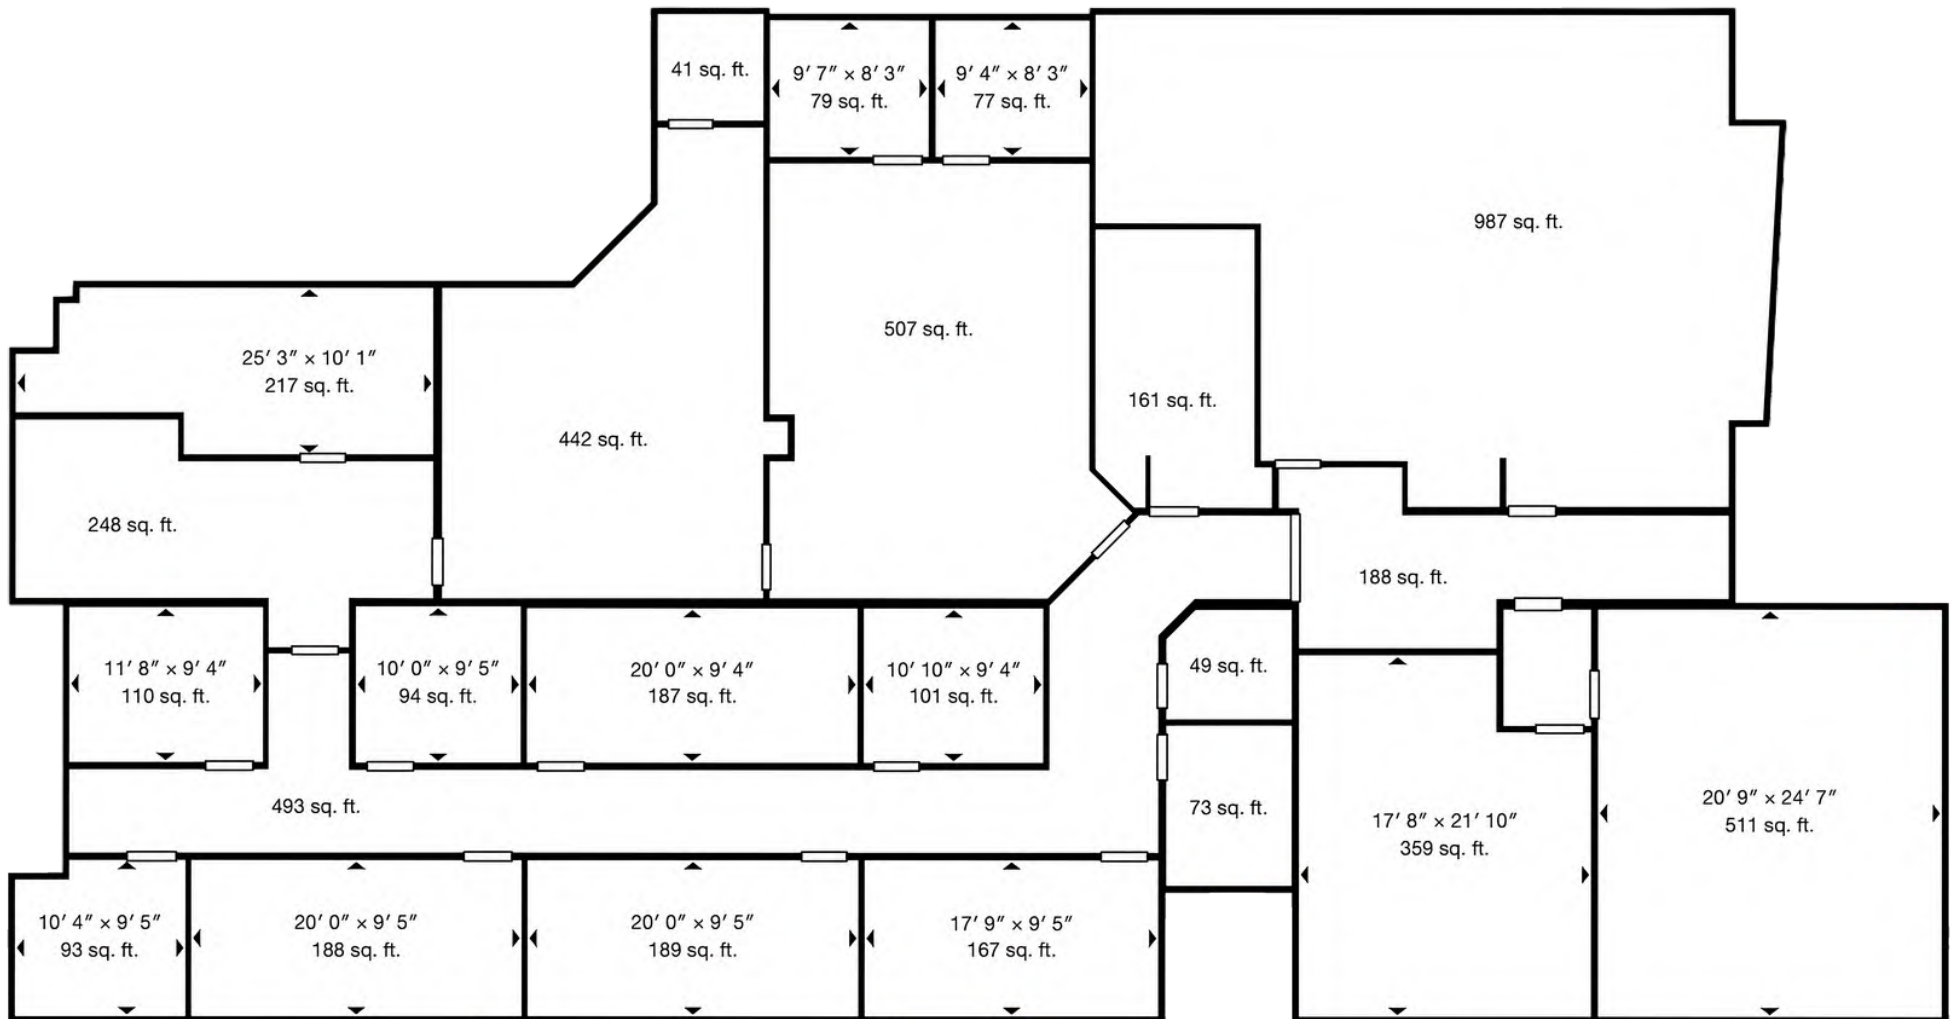 41 sq. ft.
9′ 7″ × 8′ 3″
79 sq. ft.
9′ 4″ × 8′ 3″
77 sq. ft.
987 sq. ft.
507 sq. ft.
25′ 3″ × 10′ 1″
217 sq. ft.
161 sq. ft.
442 sq. ft.
248 sq. ft.
188 sq. ft.
11′ 8″ × 9′ 4″
110 sq. ft.
10′ 0″ × 9′ 5″
94 sq. ft.
20′ 0″ × 9′ 4″
187 sq. ft.
10′ 10″ × 9′ 4″
101 sq. ft.
49 sq. ft.
493 sq. ft.
73 sq. ft.
17′ 8″ × 21′ 10″
359 sq. ft.
20′ 9″ × 24′ 7″
511 sq. ft.
10′ 4″ × 9′ 5″
93 sq. ft.
20′ 0″ × 9′ 5″
188 sq. ft.
20′ 0″ × 9′ 5″
189 sq. ft.
17′ 9″ × 9′ 5″
167 sq. ft.